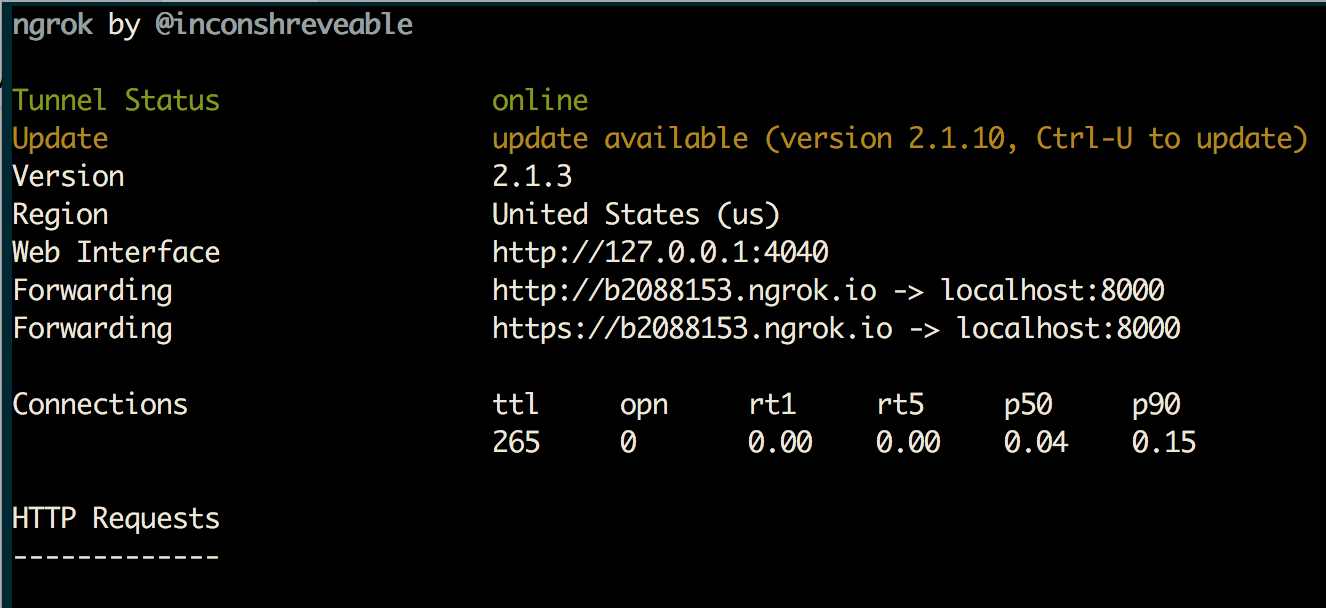 ngrok by @inconshreveable
Tunnel Status online
Update update available (version 2.1.10, Ctrl-U to update)
Version 2.1.3
Region United States (us)
Web Interface http://127.0.0.1:4040
Forwarding http://b2088153.ngrok.io -> localhost:8000
Forwarding https://b2088153.ngrok.io -> localhost:8000
Connections ttl opn rt1 rt5 p50 p90
265 0 0.00 0.00 0.04 0.15
HTTP Requests
-------------